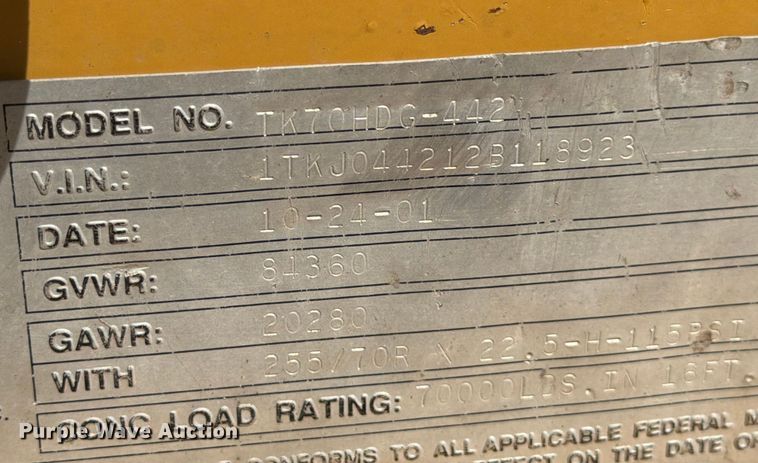 MODEL NO. TK70HDG-442
V.I.N.: 1TKJ044212B118923
DATE: 10-24-01
GVWR: 84360
GAWR: 20280
WITH 255/70R X 22.5-H-115PSI
CONC LOAD RATING: 70000LBS. IN 16FT.
CONFORMS TO ALL APPLICABLE FEDERAL M
EFFECT ON THE DATE OF
Purple Wave Auction